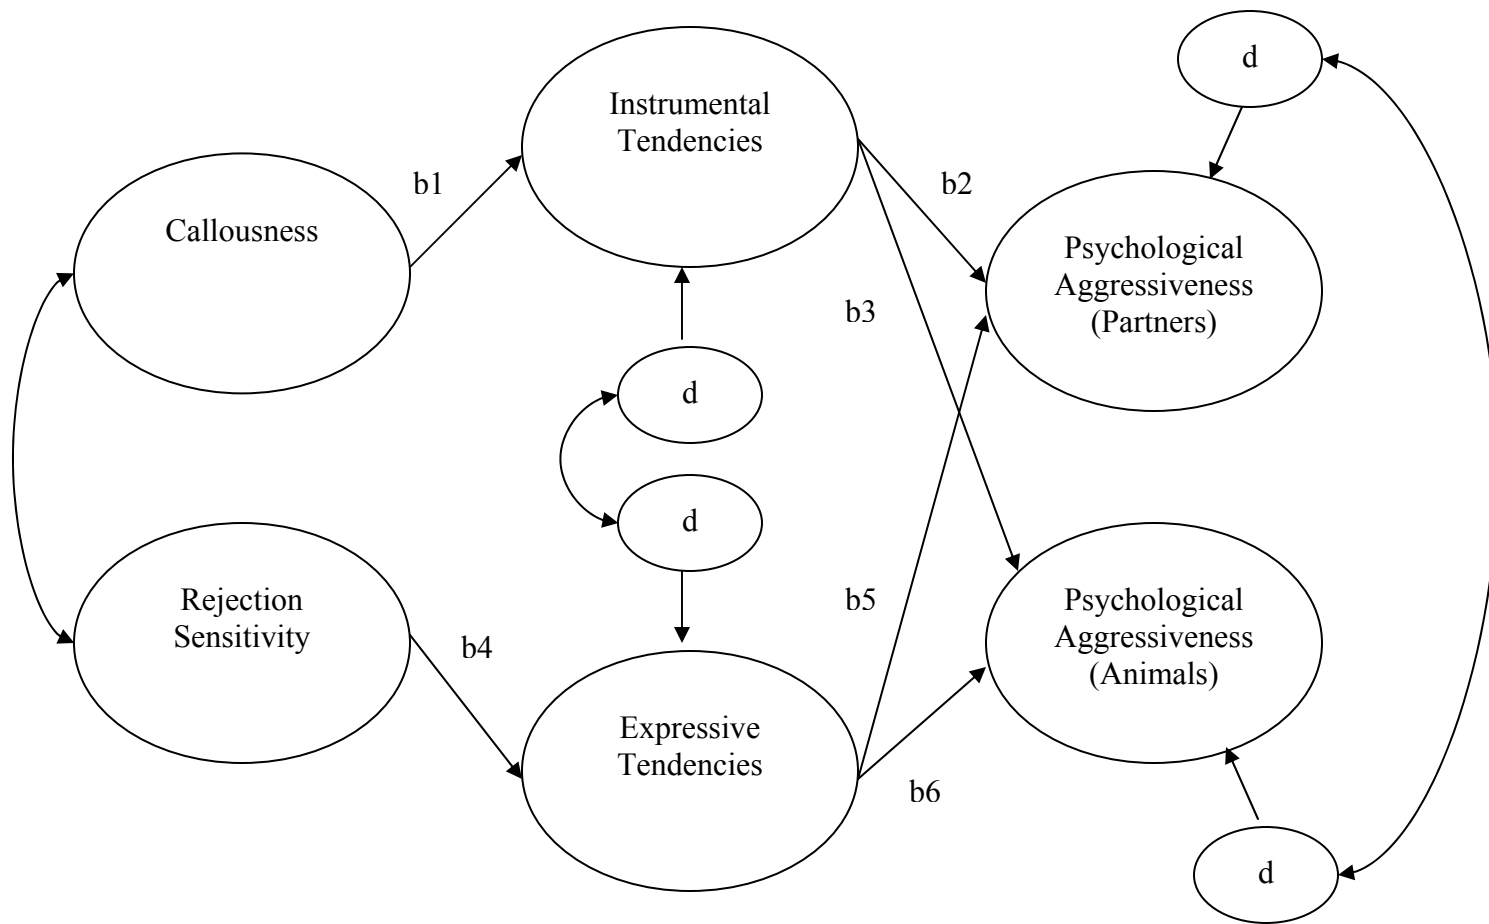 d
Instrumental
Tendencies
b1
b2
Callousness
Psychological
Aggressiveness
(Partners)
b3
d
d
Rejection
Sensitivity
b5
Psychological
Aggressiveness
(Animals)
b4
Expressive
Tendencies
b6
d